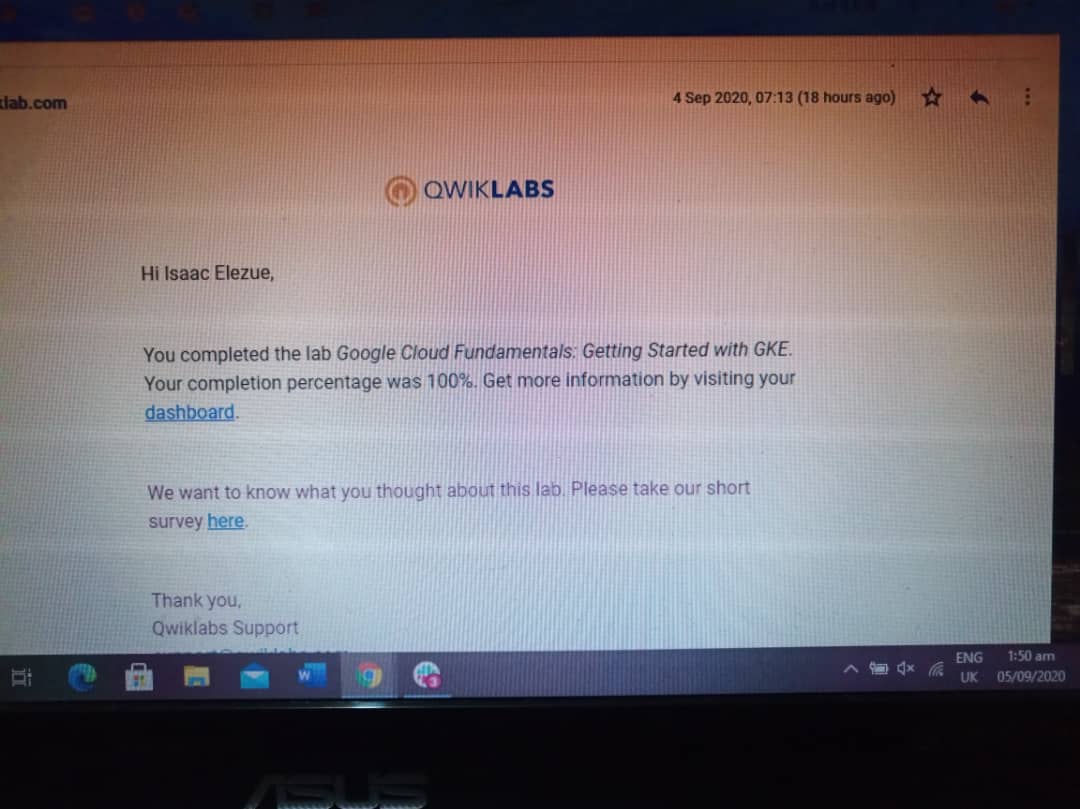 klab.com
4 Sep 2020, 07:13 (18 hours ago)
QWIKLABS
Hi Isaac Elezue,
You completed the lab Google Cloud Fundamentals: Getting Started with GKE.
Your completion percentage was 100%. Get more information by visiting your
dashboard.
We want to know what you thought about this lab. Please take our short
survey here.
Thank you,
Qwiklabs Support
W
3
ENG
UK
1:50 am
05/09/2020
ASUS